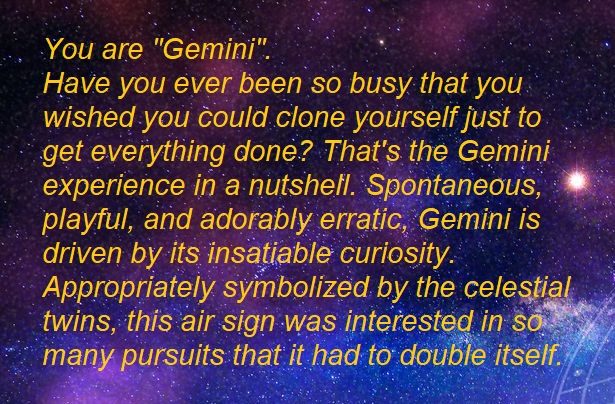 You are "Gemini".
Have you ever been so busy that you
wished you could clone yourself just to
get everything done? That's the Gemini
experience in a nutshell. Spontaneous,
playful, and adorably erratic, Gemini is
driven by its insatiable curiosity.
Appropriately symbolized by the celestial
twins, this air sign was interested in so
many pursuits that it had to double itself.